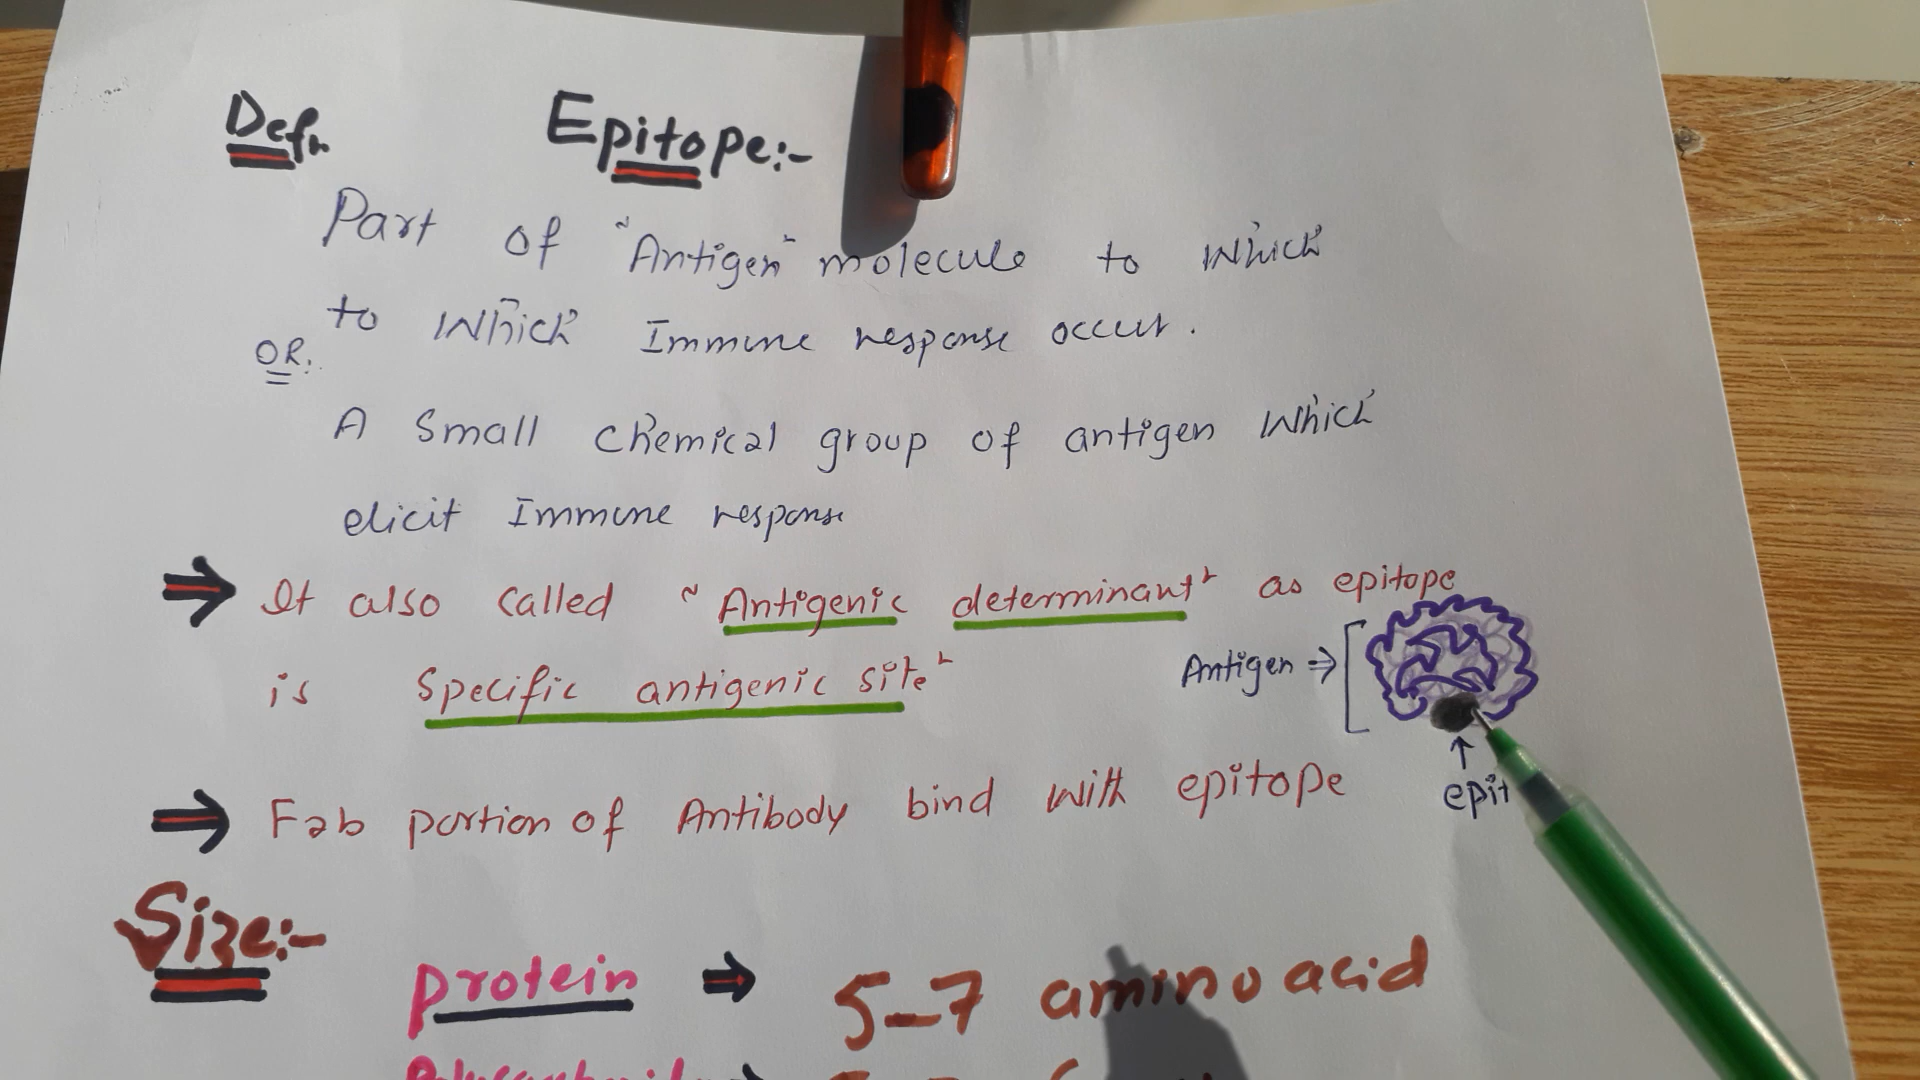 Defn Epitope:-
Part of "Antigen" molecule to which
to which Immune response occur.
OR.
A small chemical group of antigen which
elicit Immune response
⇒ It also called "Antigenic determinant" as epitope
is specific antigenic site"
Antigen ⇒
epit
⇒ Fab portion of Antibody bind with epitope
Size:-
protein ⇒ 5-7 amino acid